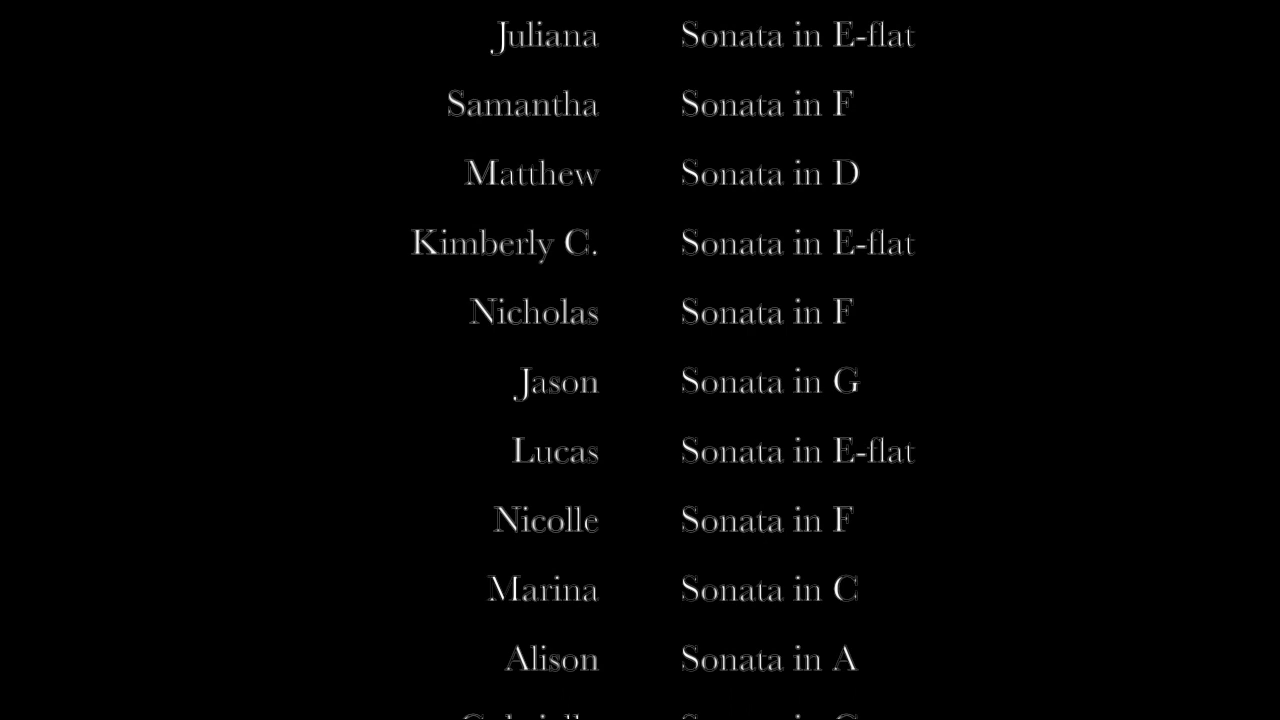 Juliana Sonata in E-flat
Samantha Sonata in F
Matthew Sonata in D
Kimberly C. Sonata in E-flat
Nicholas Sonata in F
Jason Sonata in G
Lucas Sonata in E-flat
Nicolle Sonata in F
Marina Sonata in C
Alison Sonata in A